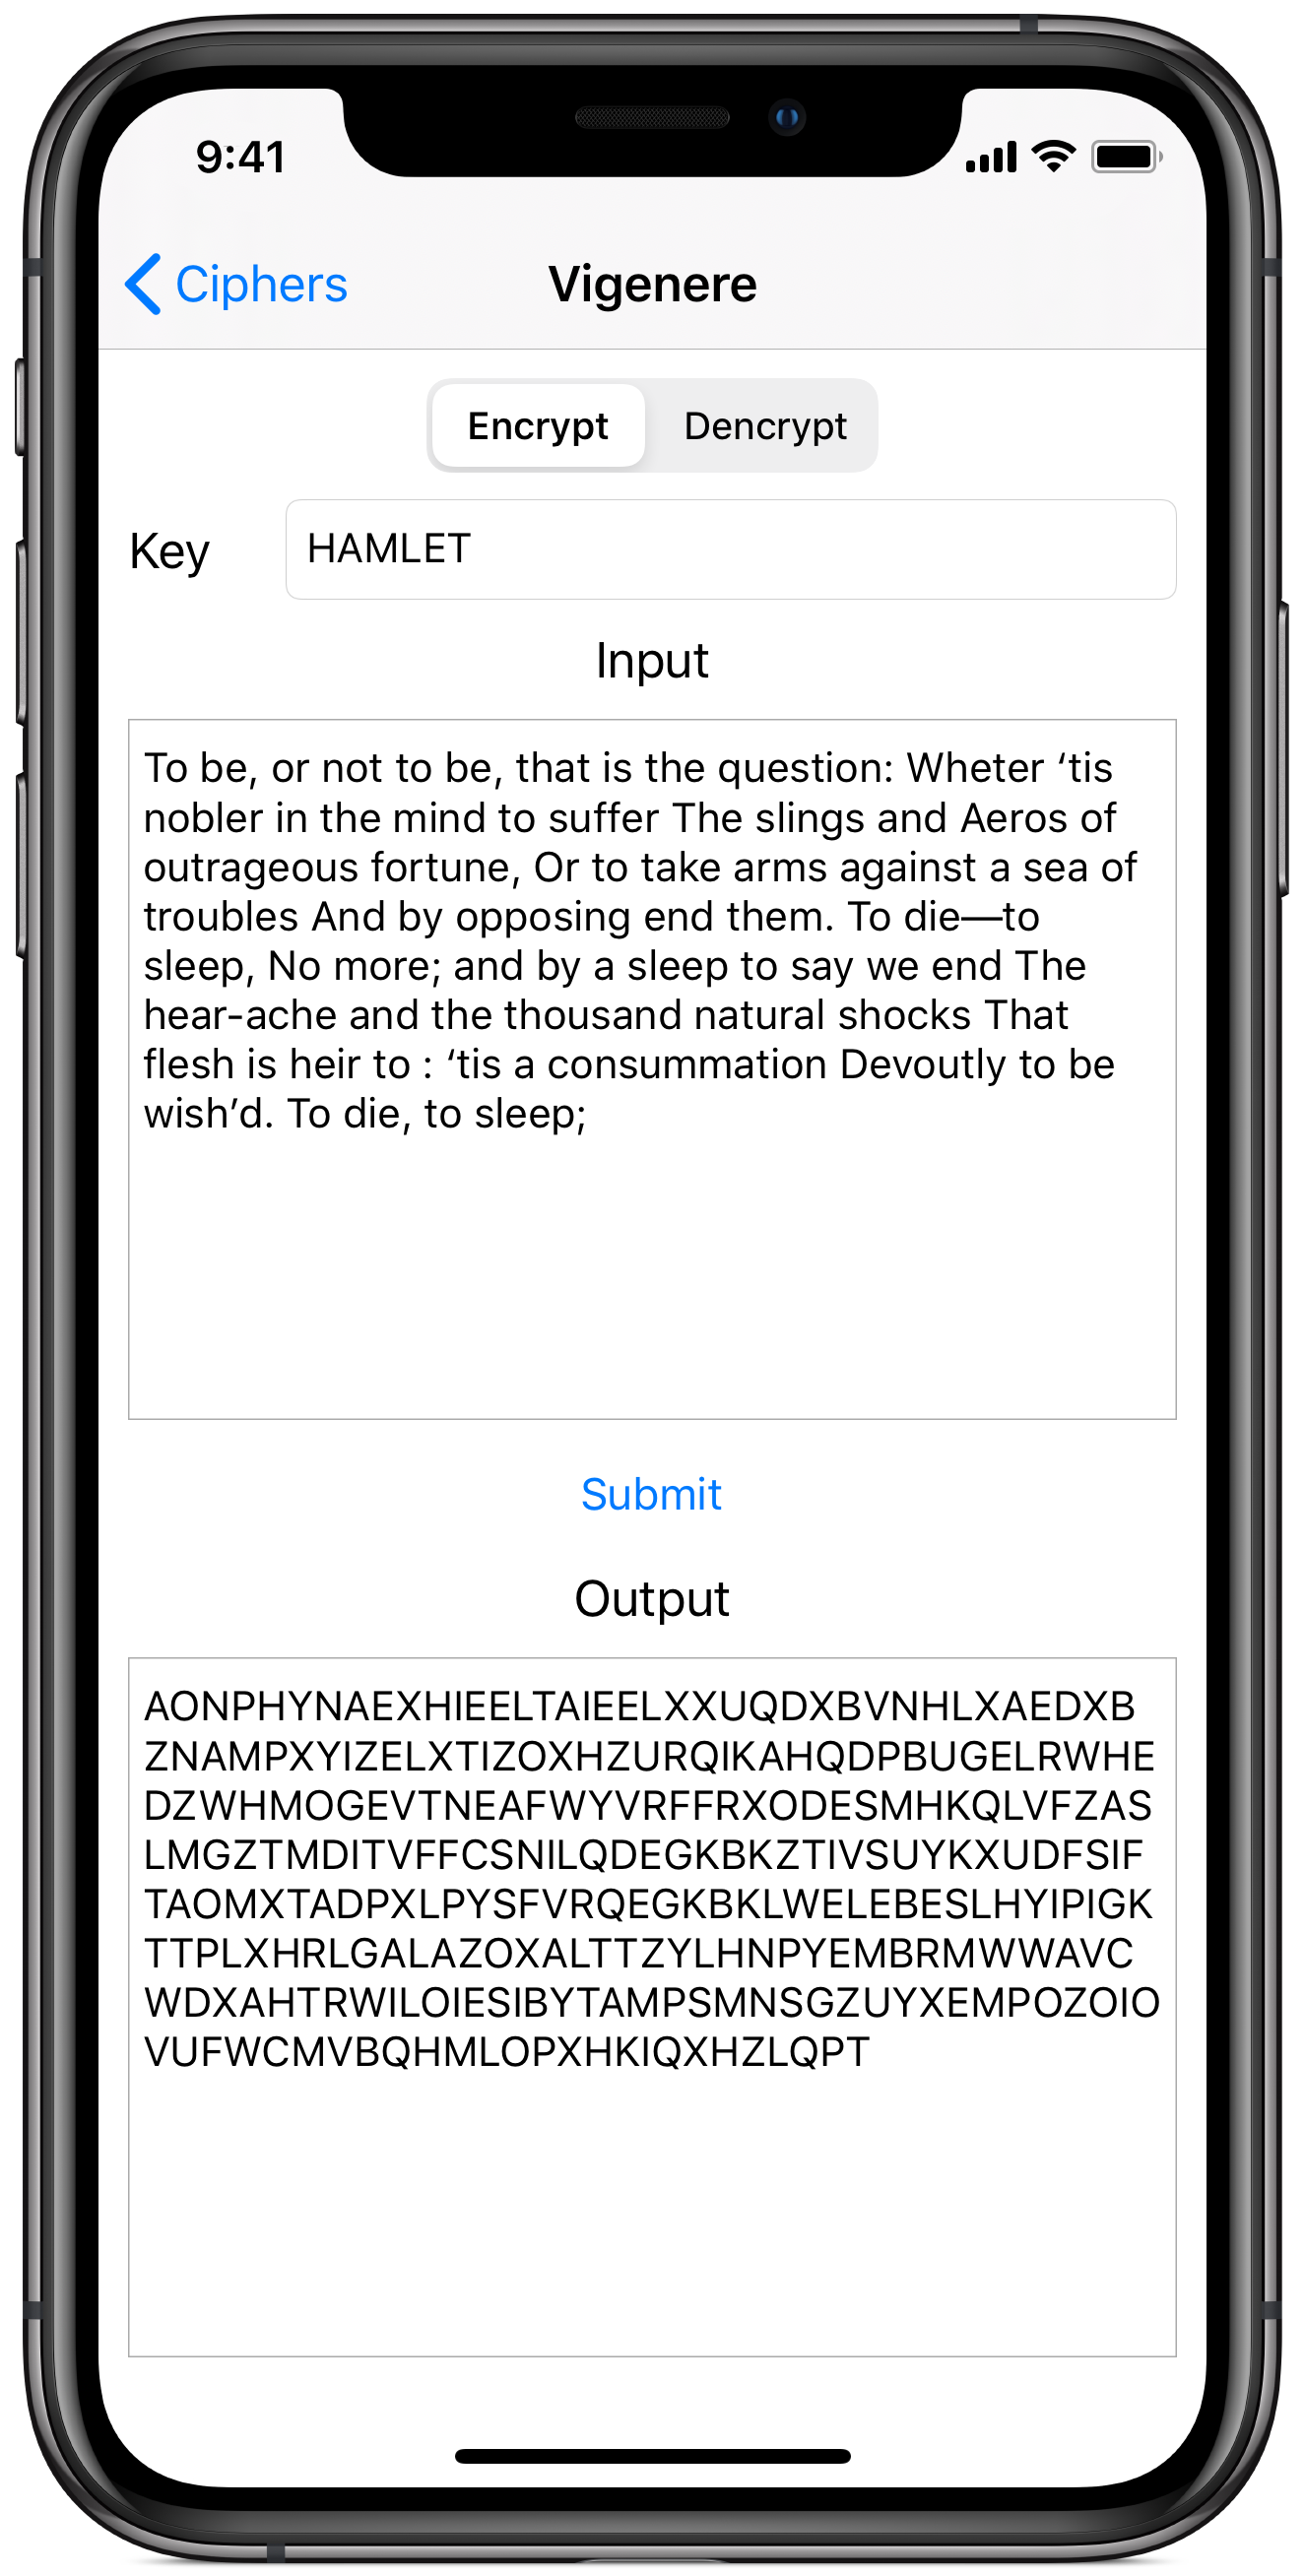 9:41
Ciphers
Vigenere
Encrypt Dencrypt
Key HAMLET
Input
To be, or not to be, that is the question: Wheter ‘tis
nobler in the mind to suffer The slings and Aeros of
outrageous fortune, Or to take arms against a sea of
troubles And by opposing end them. To die—to
sleep, No more; and by a sleep to say we end The
hear-ache and the thousand natural shocks That
flesh is heir to : ‘tis a consummation Devoutly to be
wish’d. To die, to sleep;
Submit
Output
AONPHYNAEXHIEELTAIEELXXUQDXBVNHLXAEDXB
ZNAMPXYIZELXTIZOXHZURQIKAHQDPBUGELRWHE
DZWHMOGEVTNEAFWYVRFFRXODESMHKQLVFZAS
LMGZTMDITVFFCSNILQDEGKBKZTIVSUYKXUDFSIF
TAOMXTADPXLPYSFVRQEGKBKLWELEBESLHYIPIGK
TTPLXHRLGALAZOXALTTZYLHNPYEMBRMWWAVC
WDXAHTRWILOIESIBYTAMPSMNSGZUYXEMPOZOIO
VUFWCMVBQHMLOPXHKIQXHZLQPT